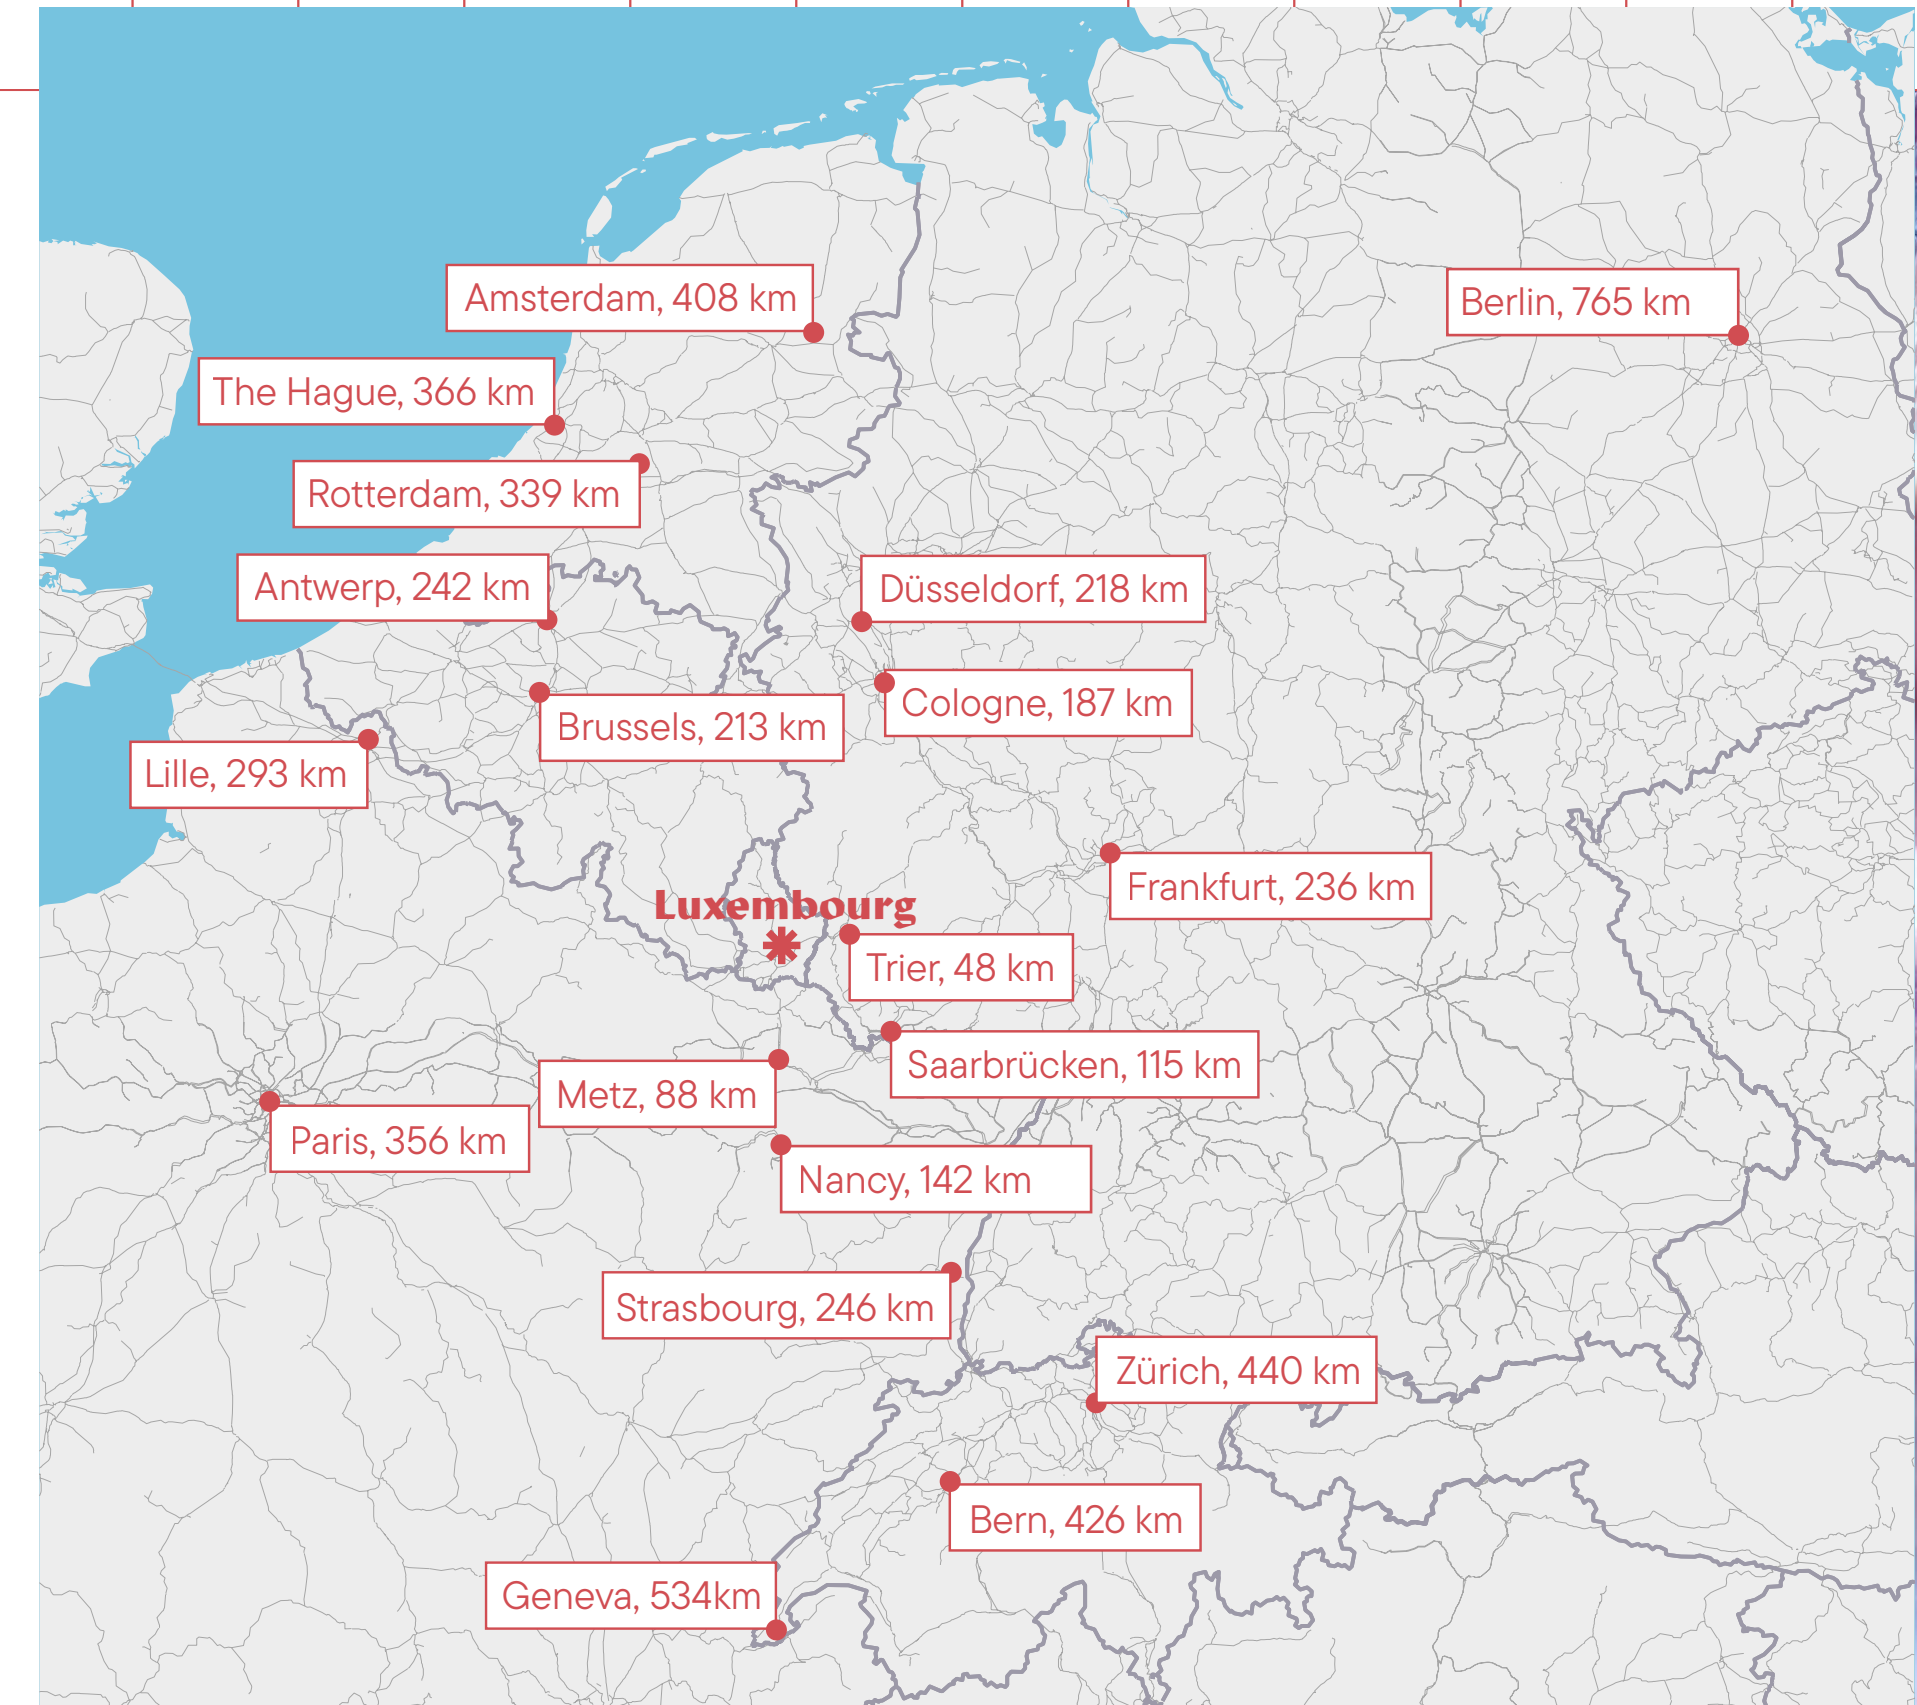 Amsterdam, 408 km
Berlin, 765 km
The Hague, 366 km
Rotterdam, 339 km
Antwerp, 242 km
Düsseldorf, 218 km
Cologne, 187 km
Brussels, 213 km
Lille, 293 km
Frankfurt, 236 km
Luxembourg
Trier, 48 km
Saarbrücken, 115 km
Metz, 88 km
Paris, 356 km
Nancy, 142 km
Strasbourg, 246 km
Zürich, 440 km
Bern, 426 km
Geneva, 534km